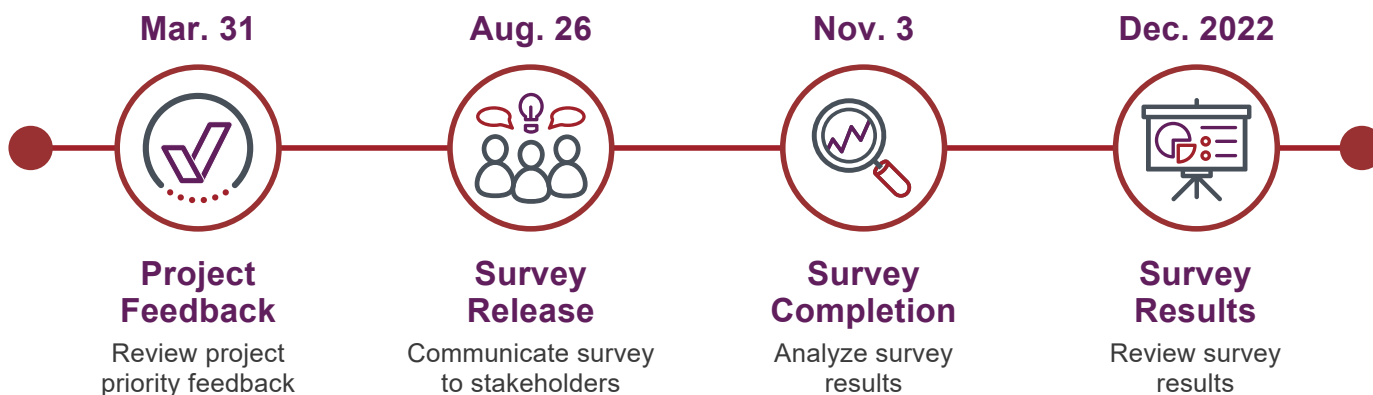 Mar. 31
Aug. 26
Nov. 3
Dec. 2022
Project
Feedback
Review project
priority feedback
Survey
Release
Communicate survey
to stakeholders
Survey
Completion
Analyze survey
results
Survey
Results
Review survey
results